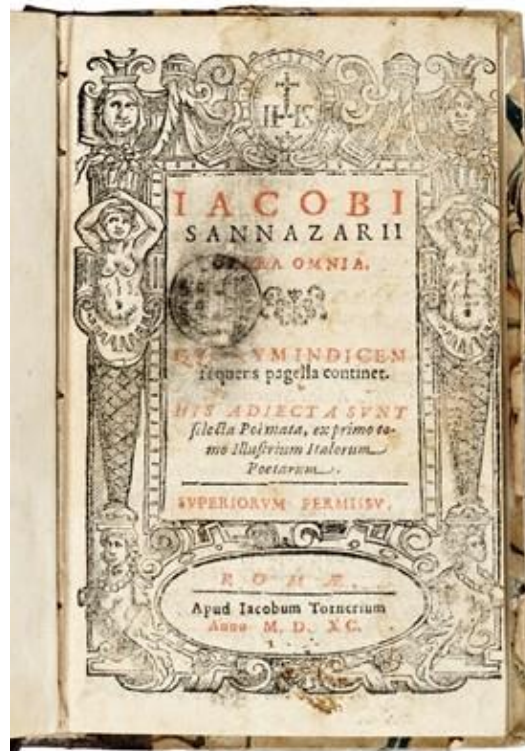 IHS
IACOBI
SANNAZARII
OPERA OMNIA.
QVORVM INDICEM
sequens pagella continet.
HIS ADIECTA SVNT
selecta Poëmata, ex primo to-
mo Illustrium Italorum
Poetarum.
SVPERIORVM PERMISSV.
ROMÆ.
Apud Iacobum Tornerium
Anno M. D. XC.